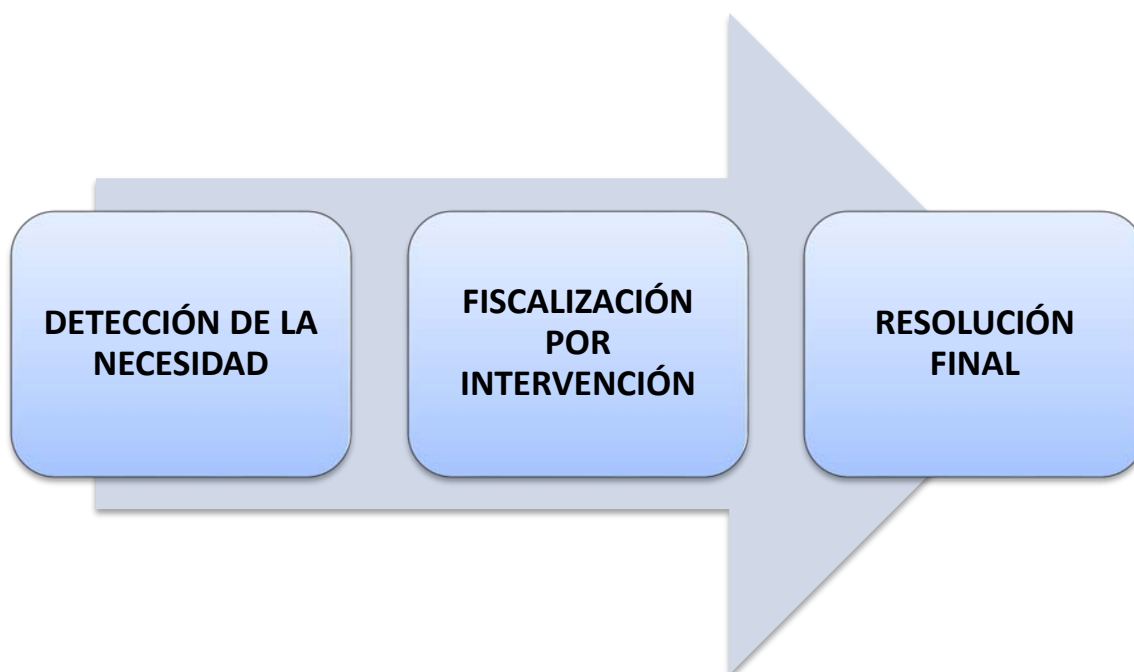 DETECCIÓN DE LA
NECESIDAD
FISCALIZACIÓN
POR
INTERVENCIÓN
RESOLUCIÓN
FINAL